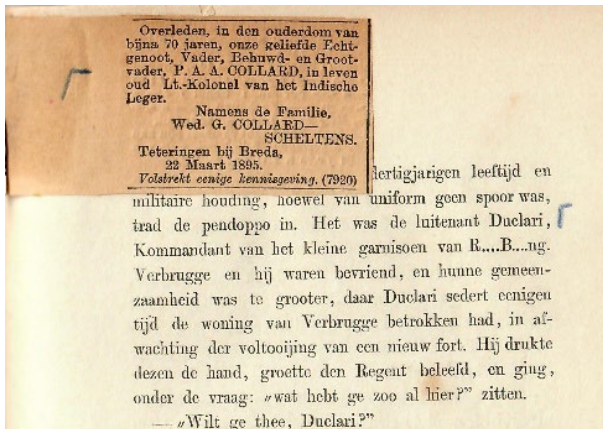 Overleden, in den ouderdom van
bijna 70 jaren, onze geliefde Echt-
genoot, Vader, Behuwd- en Groot-
vader, P. A. A. COLLARD, in leven
oud Lt.-Kolonel van het Indische
Leger.
Namens de Familie,
Wed. G. COLLARD—
SCHELTENS.
Teteringen bij Breda,
22 Maart 1895.
Volstrekt eenige kennisgeving. (7920)
dertigjarigen leeftijd en
militaire houding, hoewel van uniform geen spoor was,
trad de pendoppo in. Het was de luitenant Duclari,
Kommandant van het kleine garnisoen van R....B....ng.
Verbrugge en hij waren bevriend, en hunne gemeen-
zaamheid was te grooter, daar Duclari sedert eenigen
tijd de woning van Verbrugge betrokken had, in af-
wachting der voltooijing van een nieuw fort. Hij drukte
dezen de hand, groette den Regent beleefd, en ging,
onder de vraag: „wat hebt ge zoo al hier?” zitten.
— „Wilt ge thee, Duclari?”